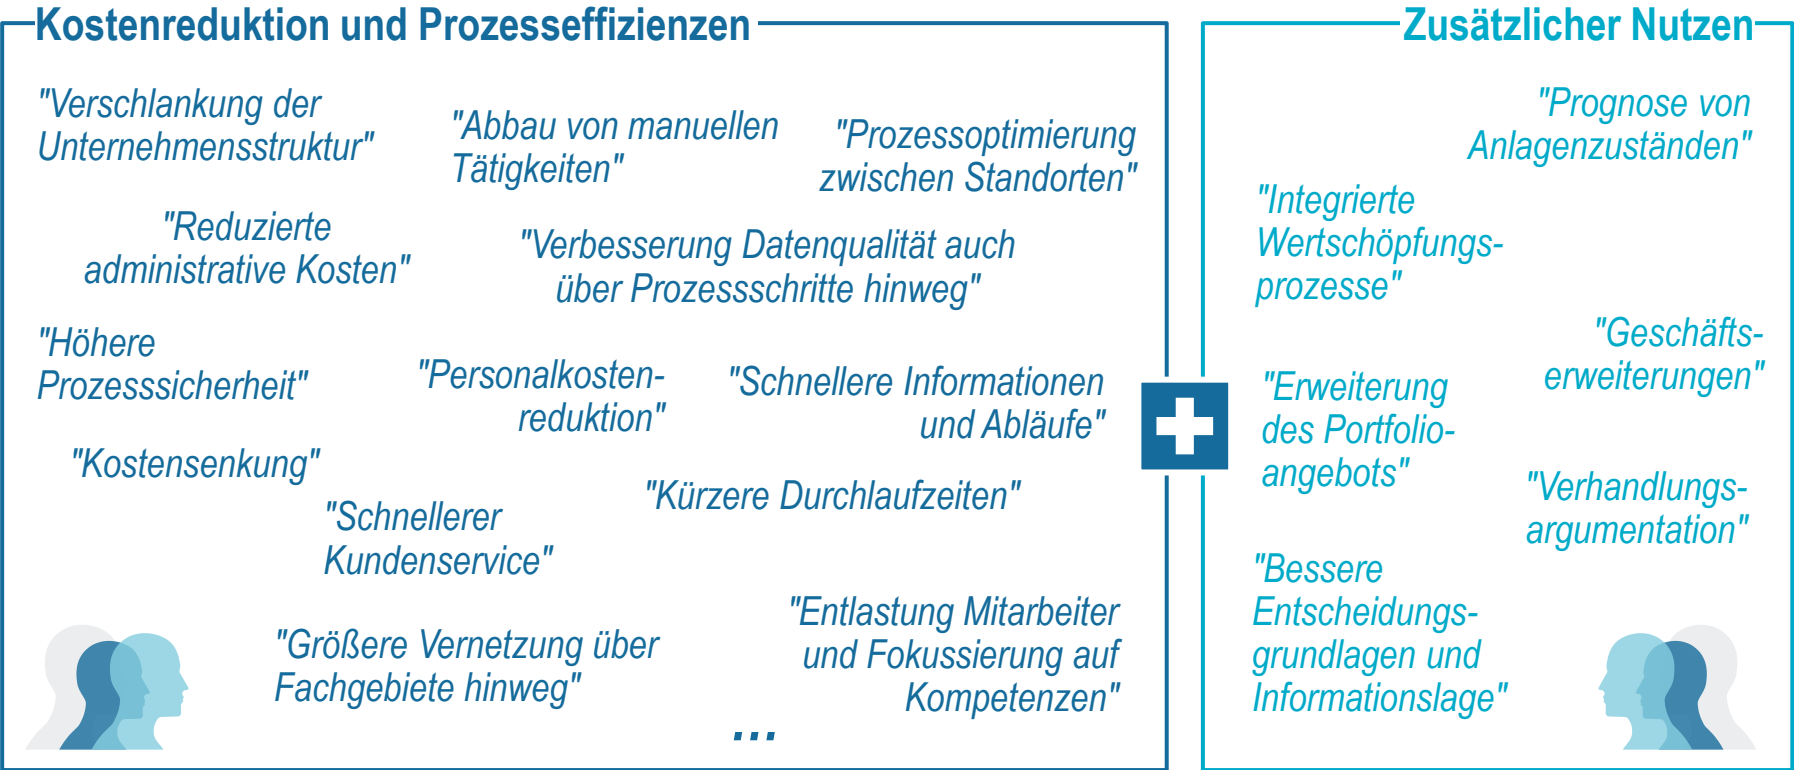 Kostenreduktion und Prozesseffizienzen
"Verschlankung der
Unternehmensstruktur"
"Abbau von manuellen
Tätigkeiten"
"Prozessoptimierung
zwischen Standorten"
"Reduzierte
administrative Kosten"
"Verbesserung Datenqualität auch
über Prozessschritte hinweg"
"Höhere
Prozesssicherheit"
"Personalkosten-
reduktion"
"Schnellere Informationen
und Abläufe"
"Kostensenkung"
"Kürzere Durchlaufzeiten"
"Schnellerer
Kundenservice"
"Größere Vernetzung über
Fachgebiete hinweg"
"Entlastung Mitarbeiter
und Fokussierung auf
Kompetenzen"
...
Zusätzlicher Nutzen
"Prognose von
Anlagenzuständen"
"Integrierte
Wertschöpfungs-
prozesse"
"Geschäfts-
erweiterungen"
"Erweiterung
des Portfolio-
angebots"
"Verhandlungs-
argumentation"
"Bessere
Entscheidungs-
grundlagen und
Informationslage"